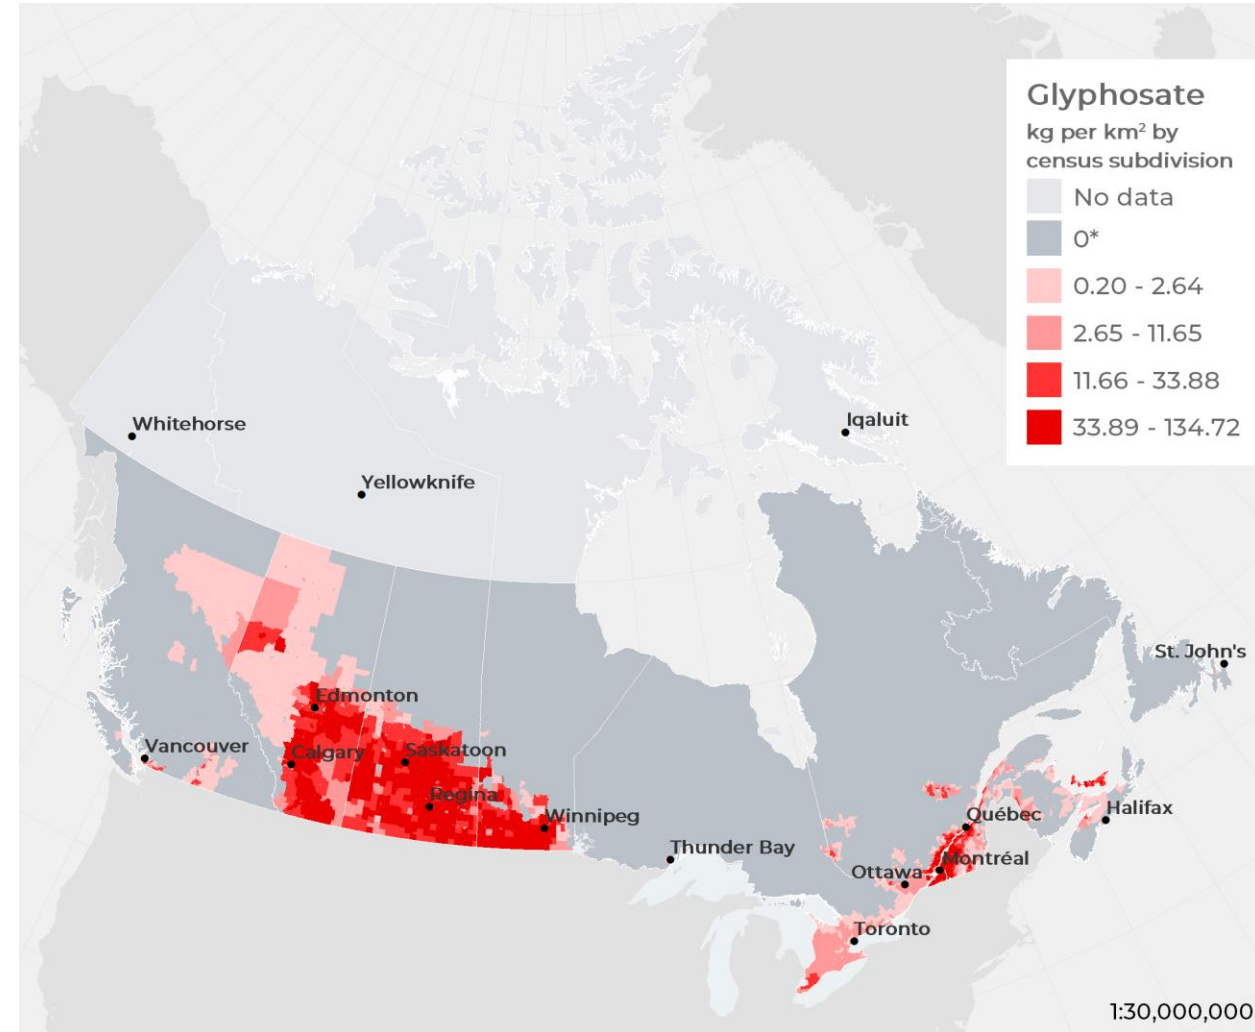 Glyphosate
kg per km² by
census subdivision
No data
0*
0.20 - 2.64
2.65 - 11.65
11.66 - 33.88
33.89 - 134.72
Whitehorse
Iqaluit
Yellowknife
St. John's
Edmonton
Vancouver
Calgary
Saskatoon
Regina
Winnipeg
Québec
Halifax
Thunder Bay
Montréal
Ottawa
Toronto
1:30,000,000